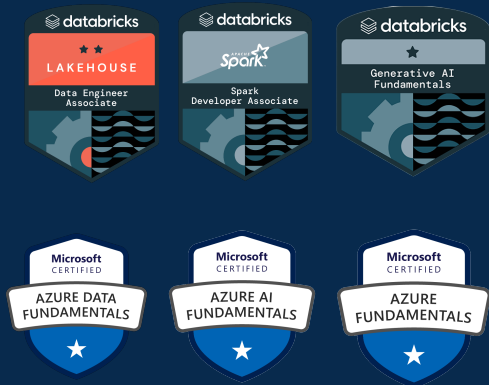 databricks
LAKEHOUSE
Data Engineer
Associate
databricks
APACHE
Spark
Spark
Developer Associate
databricks
Generative AI
Fundamentals
Microsoft
CERTIFIED
AZURE DATA
FUNDAMENTALS
Microsoft
CERTIFIED
AZURE AI
FUNDAMENTALS
Microsoft
CERTIFIED
AZURE
FUNDAMENTALS